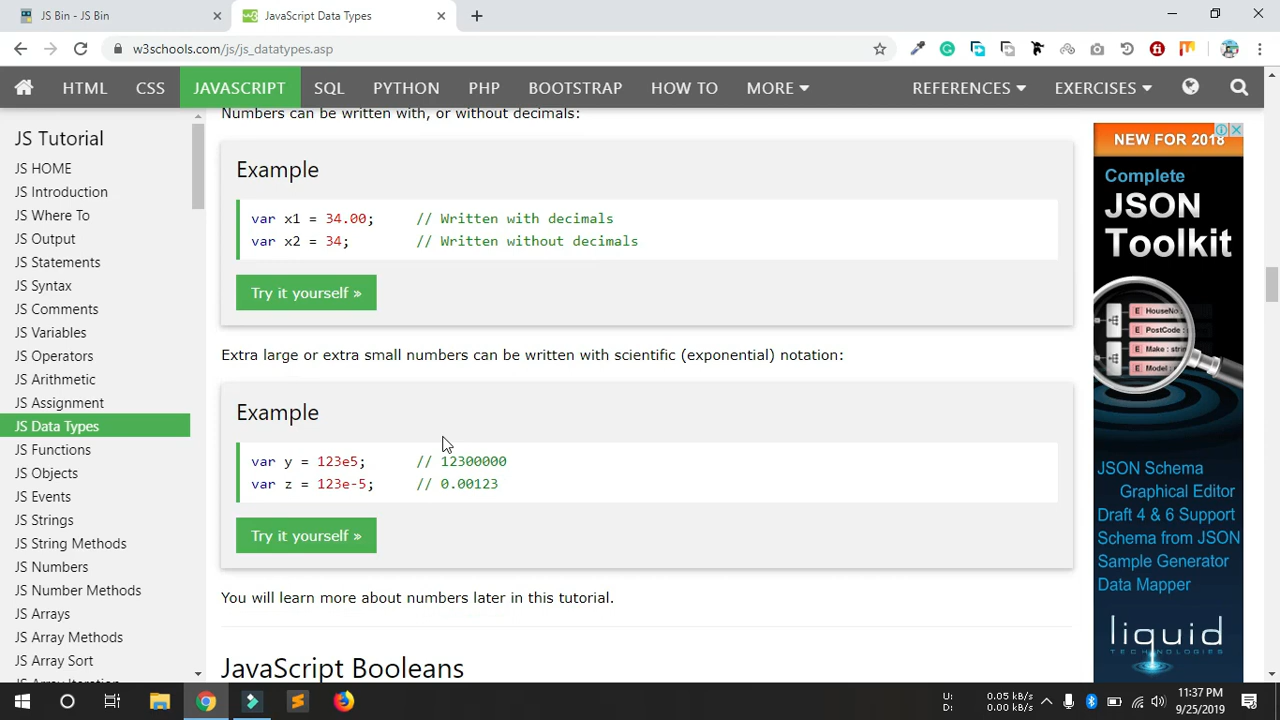 JS Bin - JS Bin
JavaScript Data Types
w3schools.com/js/js_datatypes.asp
HTML CSS JAVASCRIPT SQL PYTHON PHP BOOTSTRAP HOW TO MORE REFERENCES EXERCISES
JS Tutorial
JS HOME
JS Introduction
JS Where To
JS Output
JS Statements
JS Syntax
JS Comments
JS Variables
JS Operators
JS Arithmetic
JS Assignment
JS Data Types
JS Functions
JS Objects
JS Events
JS Strings
JS String Methods
JS Numbers
JS Number Methods
JS Arrays
JS Array Methods
JS Array Sort
JS Array Iteration
Numbers can be written with, or without decimals:
Example
var x1 = 34.00; // Written with decimals
var x2 = 34; // Written without decimals
Try it yourself »
Extra large or extra small numbers can be written with scientific (exponential) notation:
Example
var y = 123e5; // 12300000
var z = 123e-5; // 0.00123
Try it yourself »
You will learn more about numbers later in this tutorial.
JavaScript Booleans
NEW FOR 2018
Complete
JSON
Toolkit
E HouseNo
E PostCode
E Make : strin
E Model :
JSON Schema
Graphical Editor
Draft 4 & 6 Support
Schema from JSON
Sample Generator
Data Mapper
liquid
TECHNOLOGIES
U: 0.05 kB/s
D: 0.00 kB/s
11:37 PM
9/25/2019